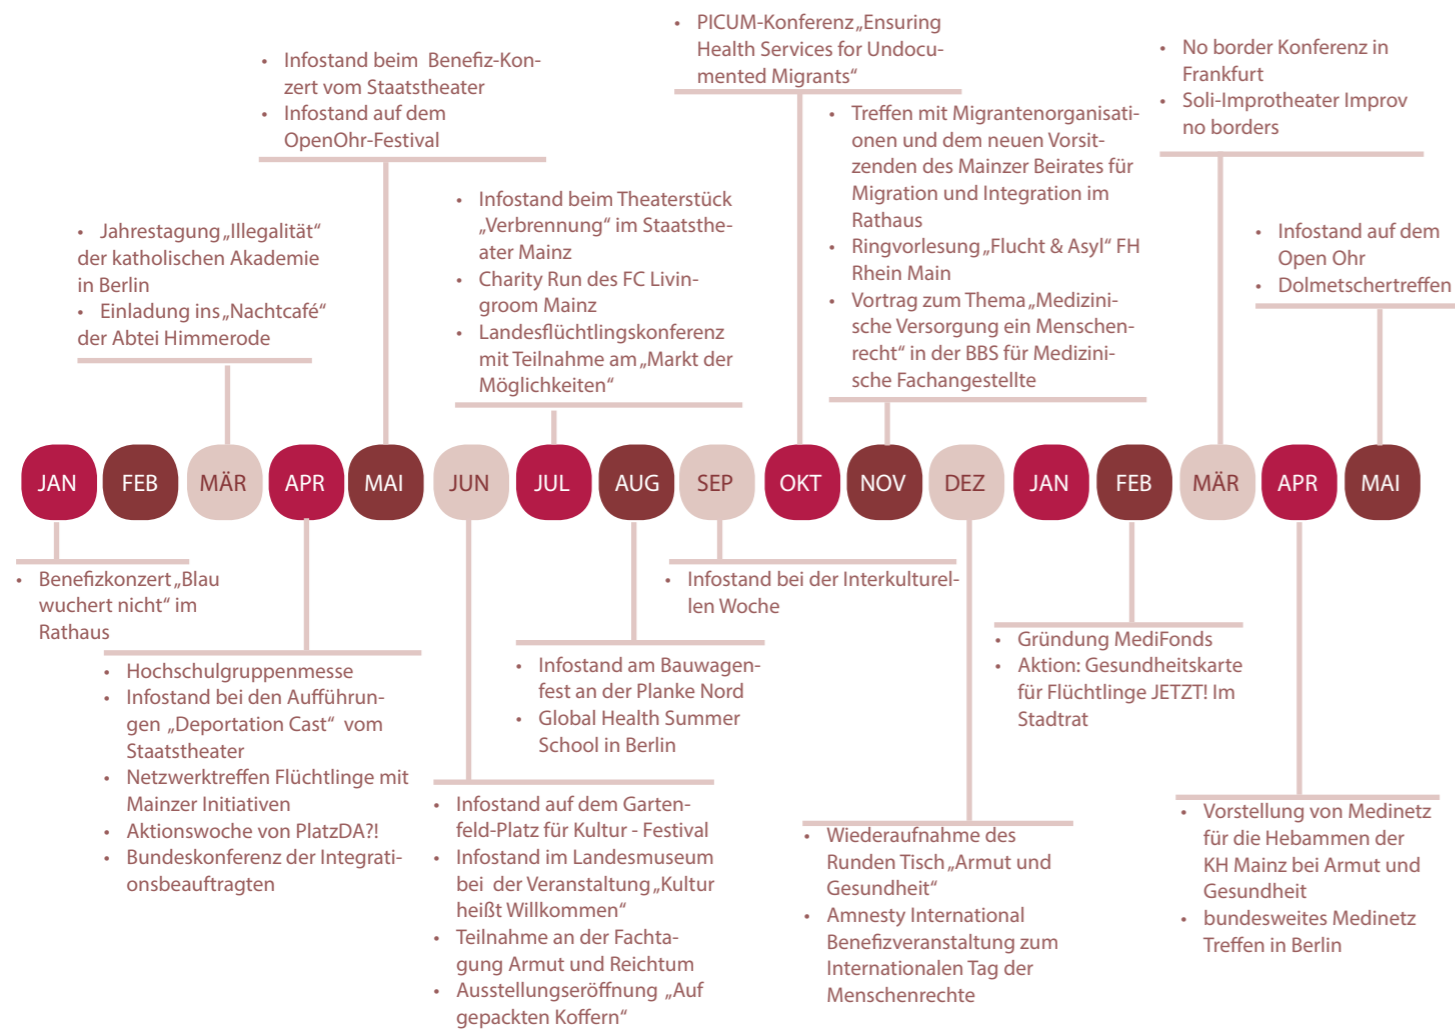 • PICUM-Konferenz „Ensuring
Health Services for Undocu-
mented Migrants“
• No border Konferenz in
Frankfurt
• Soli-Improtheater Improv
no borders
• Infostand beim Benefiz-Kon-
zert vom Staatstheater
• Infostand auf dem
OpenOhr-Festival
• Treffen mit Migrantenorganisati-
onen und dem neuen Vorsit-
zenden des Mainzer Beirates für
Migration und Integration im
Rathaus
• Ringvorlesung „Flucht & Asyl“ FH
Rhein Main
• Vortrag zum Thema „Medizini-
sche Versorgung ein Menschen-
recht“ in der BBS für Medizini-
sche Fachangestellte
• Infostand beim Theaterstück
„Verbrennung“ im Staatsthe-
ater Mainz
• Charity Run des FC Livin-
groom Mainz
• Landesflüchtlingskonferenz
mit Teilnahme am „Markt der
Möglichkeiten“
• Jahrestagung „Illegalität“
der katholischen Akademie
in Berlin
• Einladung ins „Nachtcafé“
der Abtei Himmerode
• Infostand auf dem
Open Ohr
• Dolmetschertreffen
JAN FEB MÄR APR MAI JUN JUL AUG SEP OKT NOV DEZ JAN FEB MÄR APR MAI
• Benefizkonzert „Blau
wuchert nicht“ im
Rathaus
• Hochschulgruppenmesse
• Infostand bei den Aufführun-
gen „Deportation Cast“ vom
Staatstheater
• Netzwerktreffen Flüchtlinge mit
Mainzer Initiativen
• Aktionswoche von PlatzDA?!
• Bundeskonferenz der Integrati-
onsbeauftragten
• Infostand auf dem Garten-
feld-Platz für Kultur - Festival
• Infostand im Landesmuseum
bei der Veranstaltung „Kultur
heißt Willkommen“
• Teilnahme an der Fachta-
gung Armut und Reichtum
• Ausstellungseröffnung „Auf
gepackten Koffern“
• Infostand am Bauwagen-
fest an der Planke Nord
• Global Health Summer
School in Berlin
• Infostand bei der Interkulturel-
len Woche
• Wiederaufnahme des
Runden Tisch „Armut und
Gesundheit“
• Amnesty International
Benefizveranstaltung zum
Internationalen Tag der
Menschenrechte
• Gründung MediFonds
• Aktion: Gesundheitskarte
für Flüchtlinge JETZT! Im
Stadtrat
• Vorstellung von Medinetz
für die Hebammen der
KH Mainz bei Armut und
Gesundheit
• bundesweites Medinetz
Treffen in Berlin